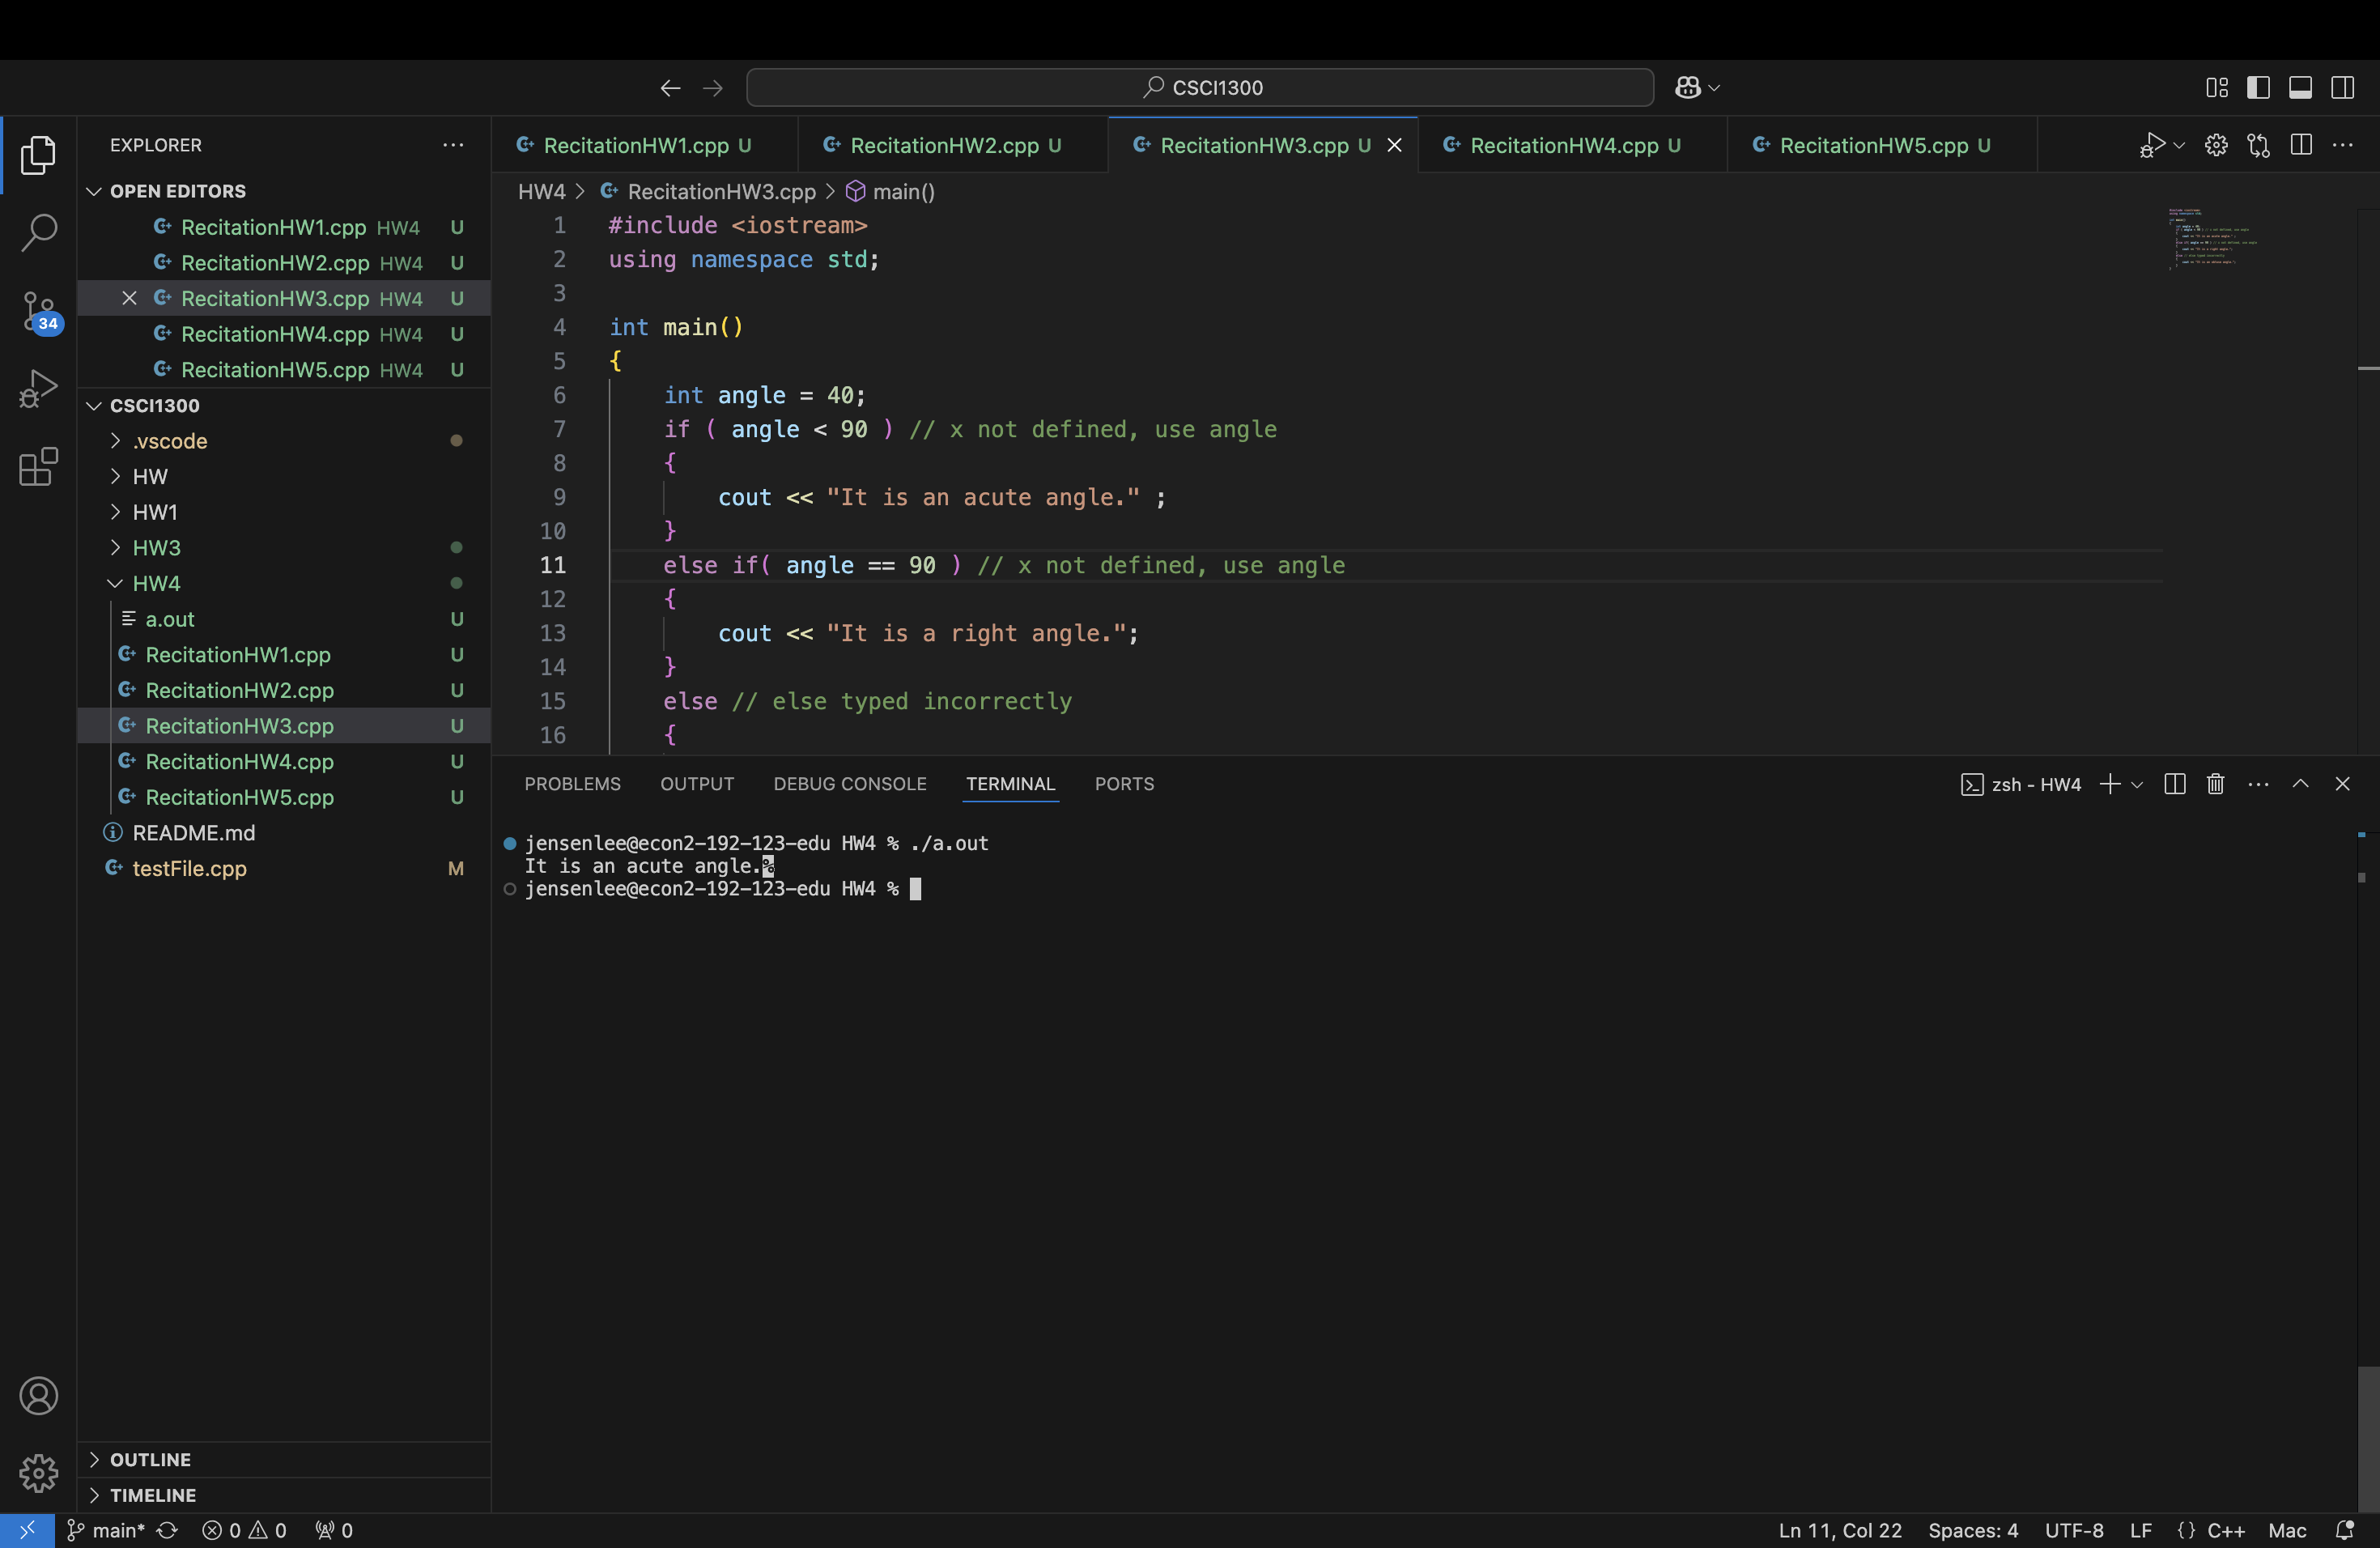 CSCI1300
EXPLORER
OPEN EDITORS
RecitationHW1.cpp HW4 U
RecitationHW2.cpp HW4 U
RecitationHW3.cpp HW4 U
RecitationHW4.cpp HW4 U
RecitationHW5.cpp HW4 U
CSCI1300
.vscode
HW
HW1
HW3
HW4
a.out U
RecitationHW1.cpp U
RecitationHW2.cpp U
RecitationHW3.cpp U
RecitationHW4.cpp U
RecitationHW5.cpp U
README.md
testFile.cpp M
34
OUTLINE
TIMELINE
RecitationHW1.cpp U RecitationHW2.cpp U RecitationHW3.cpp U RecitationHW4.cpp U RecitationHW5.cpp U
HW4 > RecitationHW3.cpp > main()
1 #include <iostream>
2 using namespace std;
3
4 int main()
5 {
6 int angle = 40;
7 if ( angle < 90 ) // x not defined, use angle
8 {
9 cout << "It is an acute angle." ;
10 }
11 else if( angle == 90 ) // x not defined, use angle
12 {
13 cout << "It is a right angle.";
14 }
15 else // else typed incorrectly
16 {
PROBLEMS OUTPUT DEBUG CONSOLE TERMINAL PORTS
zsh - HW4
jensenlee@econ2-192-123-edu HW4 % ./a.out
It is an acute angle.%
jensenlee@econ2-192-123-edu HW4 %
main* 0 0 0
Ln 11, Col 22 Spaces: 4 UTF-8 LF {} C++ Mac